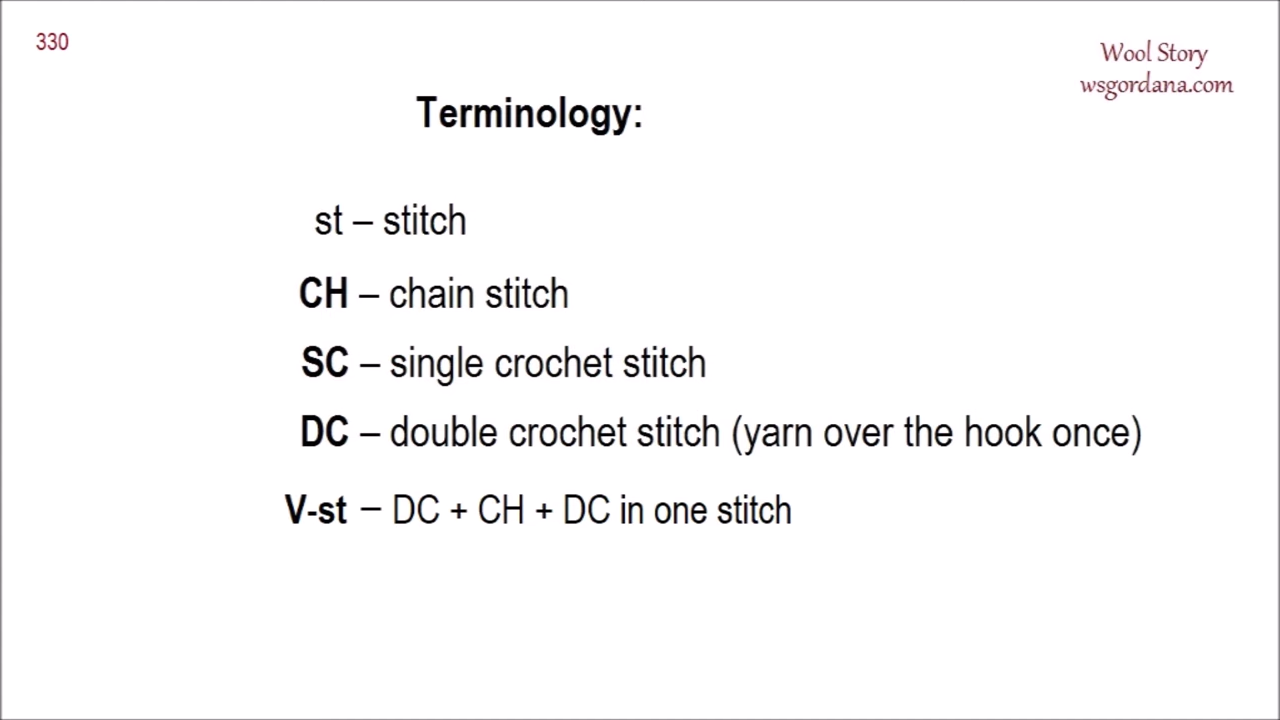 330
Wool Story
wsgordana.com
Terminology:
st – stitch
CH – chain stitch
SC – single crochet stitch
DC – double crochet stitch (yarn over the hook once)
V-st – DC + CH + DC in one stitch